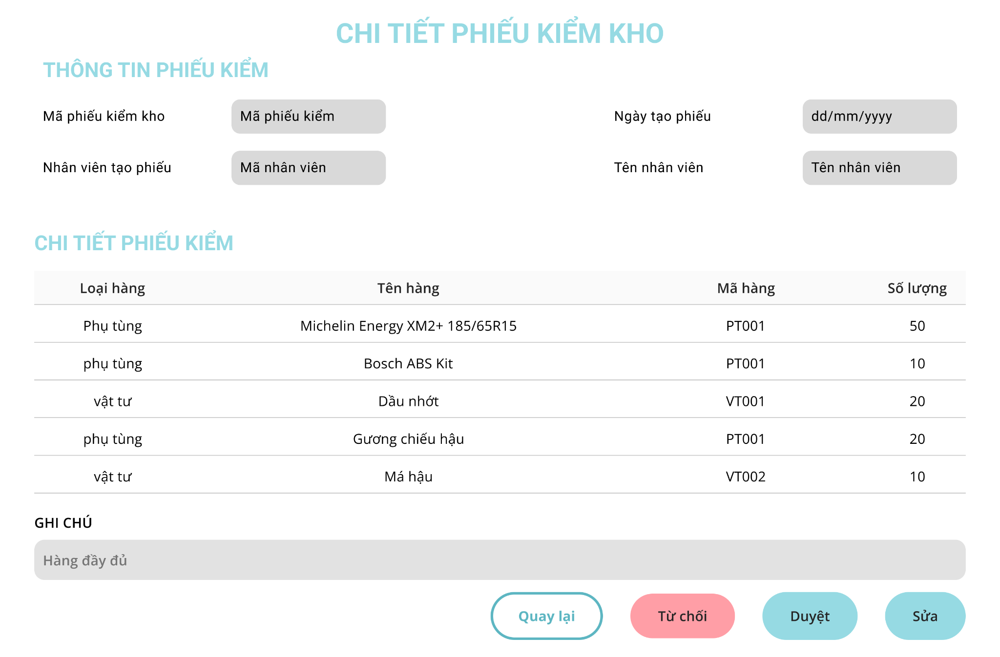 CHI TIẾT PHIẾU KIỂM KHO
THÔNG TIN PHIẾU KIỂM
Mã phiếu kiểm kho Mã phiếu kiểm Ngày tạo phiếu dd/mm/yyyy
Nhân viên tạo phiếu Mã nhân viên Tên nhân viên Tên nhân viên
CHI TIẾT PHIẾU KIỂM
Loại hàng Tên hàng Mã hàng Số lượng
Phụ tùng Michelin Energy XM2+ 185/65R15 PT001 50
phụ tùng Bosch ABS Kit PT001 10
vật tư Dầu nhớt VT001 20
phụ tùng Gương chiếu hậu PT001 20
vật tư Má hậu VT002 10
GHI CHÚ
Hàng đầy đủ
Quay lại Từ chối Duyệt Sửa